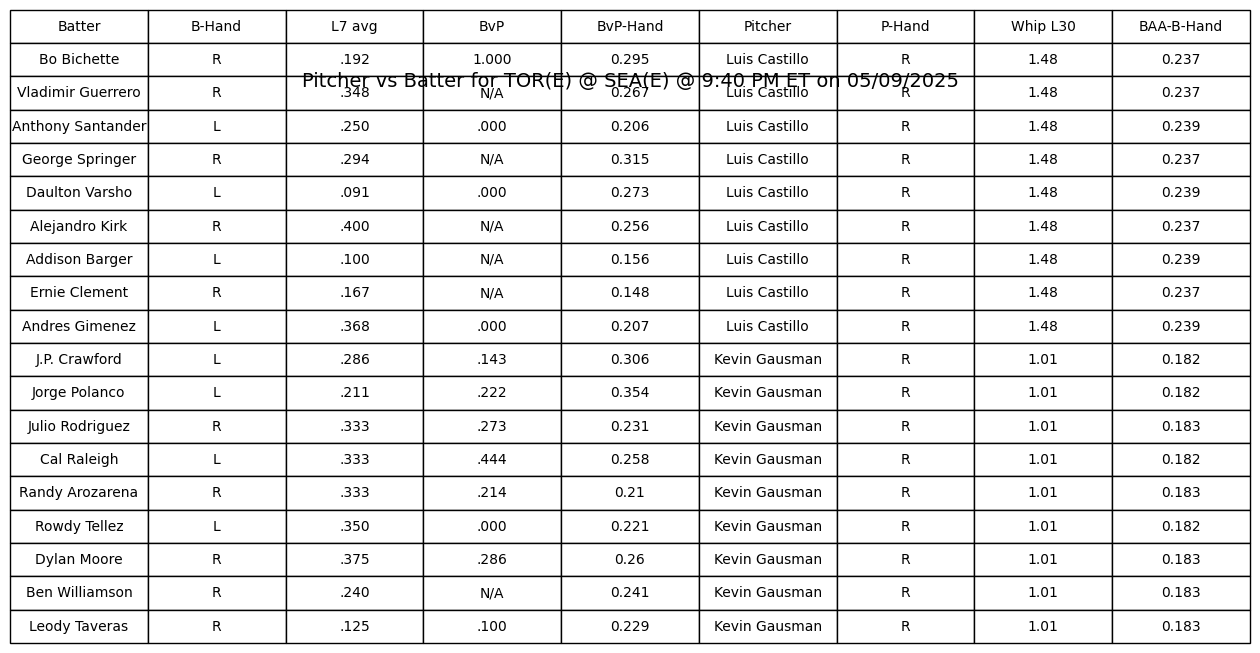 Batter B-Hand L7 avg BvP BvP-Hand Pitcher P-Hand Whip L30 BAA-B-Hand
Bo Bichette R .192 1.000 0.295 Luis Castillo R 1.48 0.237
Pitcher vs Batter for TOR(E) @ SEA(E) @ 9:40 PM ET on 05/09/2025
Vladimir Guerrero R .348 N/A 0.267 Luis Castillo R 1.48 0.237
Anthony Santander L .250 .000 0.206 Luis Castillo R 1.48 0.239
George Springer R .294 N/A 0.315 Luis Castillo R 1.48 0.237
Daulton Varsho L .091 .000 0.273 Luis Castillo R 1.48 0.239
Alejandro Kirk R .400 N/A 0.256 Luis Castillo R 1.48 0.237
Addison Barger L .100 N/A 0.156 Luis Castillo R 1.48 0.239
Ernie Clement R .167 N/A 0.148 Luis Castillo R 1.48 0.237
Andres Gimenez L .368 .000 0.207 Luis Castillo R 1.48 0.239
J.P. Crawford L .286 .143 0.306 Kevin Gausman R 1.01 0.182
Jorge Polanco L .211 .222 0.354 Kevin Gausman R 1.01 0.182
Julio Rodriguez R .333 .273 0.231 Kevin Gausman R 1.01 0.183
Cal Raleigh L .333 .444 0.258 Kevin Gausman R 1.01 0.182
Randy Arozarena R .333 .214 0.21 Kevin Gausman R 1.01 0.183
Rowdy Tellez L .350 .000 0.221 Kevin Gausman R 1.01 0.182
Dylan Moore R .375 .286 0.26 Kevin Gausman R 1.01 0.183
Ben Williamson R .240 N/A 0.241 Kevin Gausman R 1.01 0.183
Leody Taveras R .125 .100 0.229 Kevin Gausman R 1.01 0.183